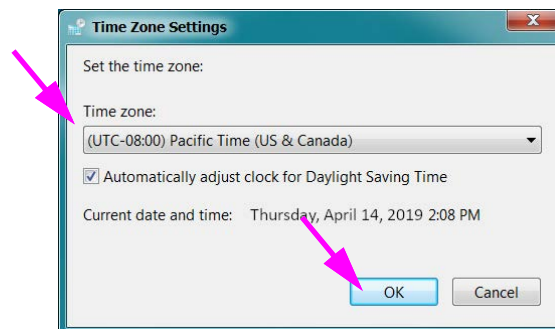 Time Zone Settings
Set the time zone:
Time zone:
(UTC-08:00) Pacific Time (US & Canada)
Automatically adjust clock for Daylight Saving Time
Current date and time: Thursday, April 14, 2019 2:08 PM
OK Cancel